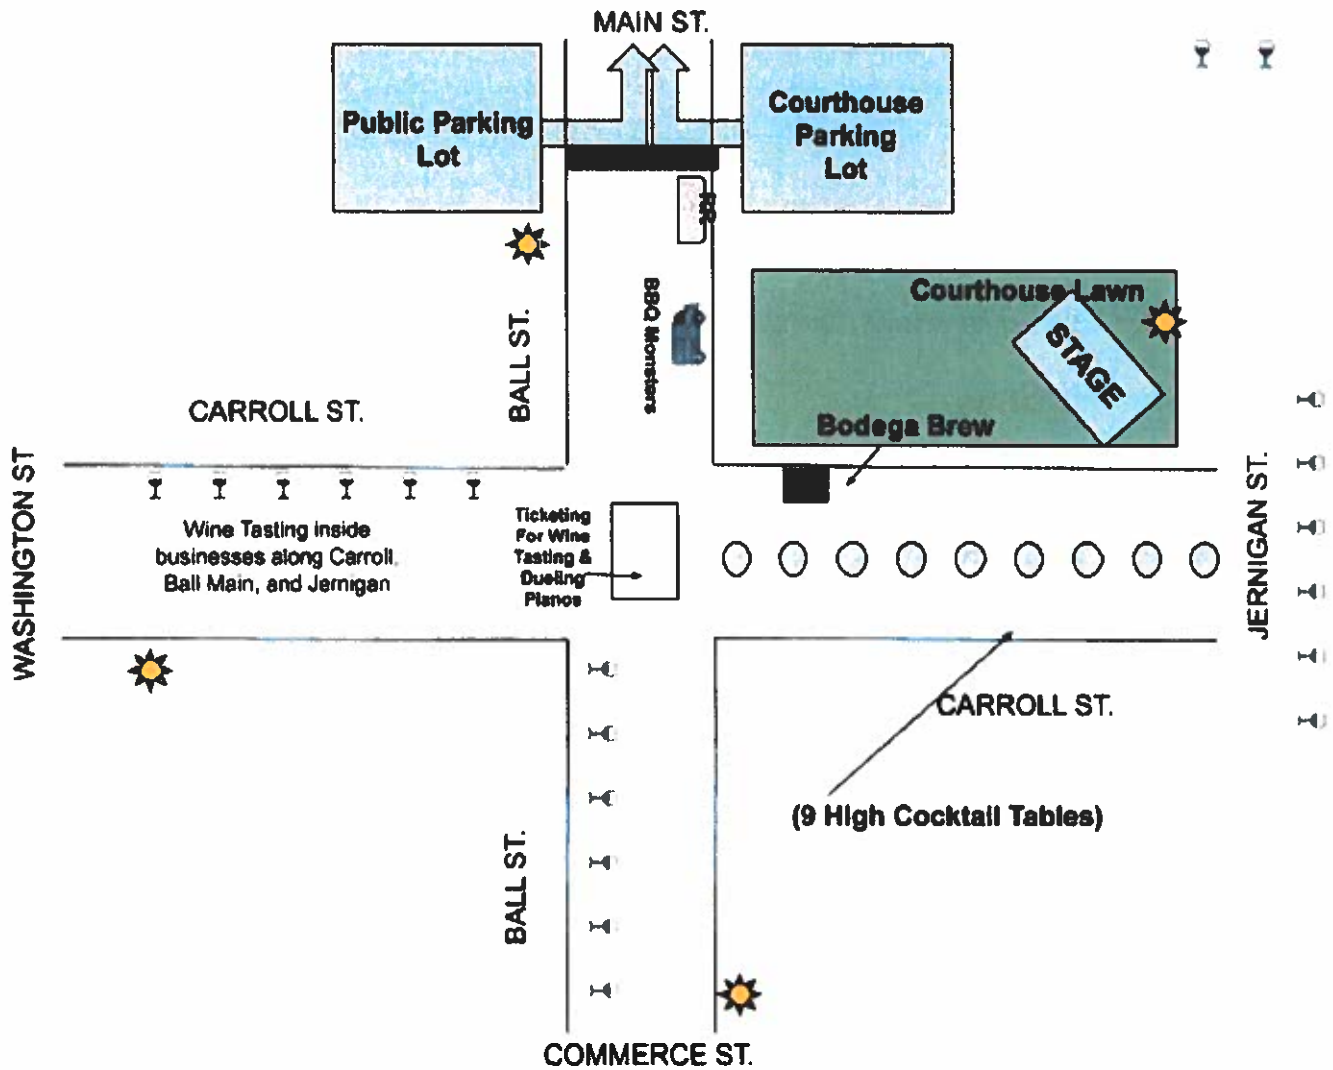 MAIN ST.
Public Parking
Lot
Courthouse
Parking
Lot
RR
BBQ Monsters
BALL ST.
Courthouse Lawn
STAGE
CARROLL ST.
Bodega Brew
WASHINGTON ST
JERNIGAN ST.
Wine Tasting inside
businesses along Carroll,
Ball Main, and Jernigan
Ticketing
For Wine
Tasting &
Dueling
Pianos
CARROLL ST.
(9 High Cocktail Tables)
BALL ST.
COMMERCE ST.